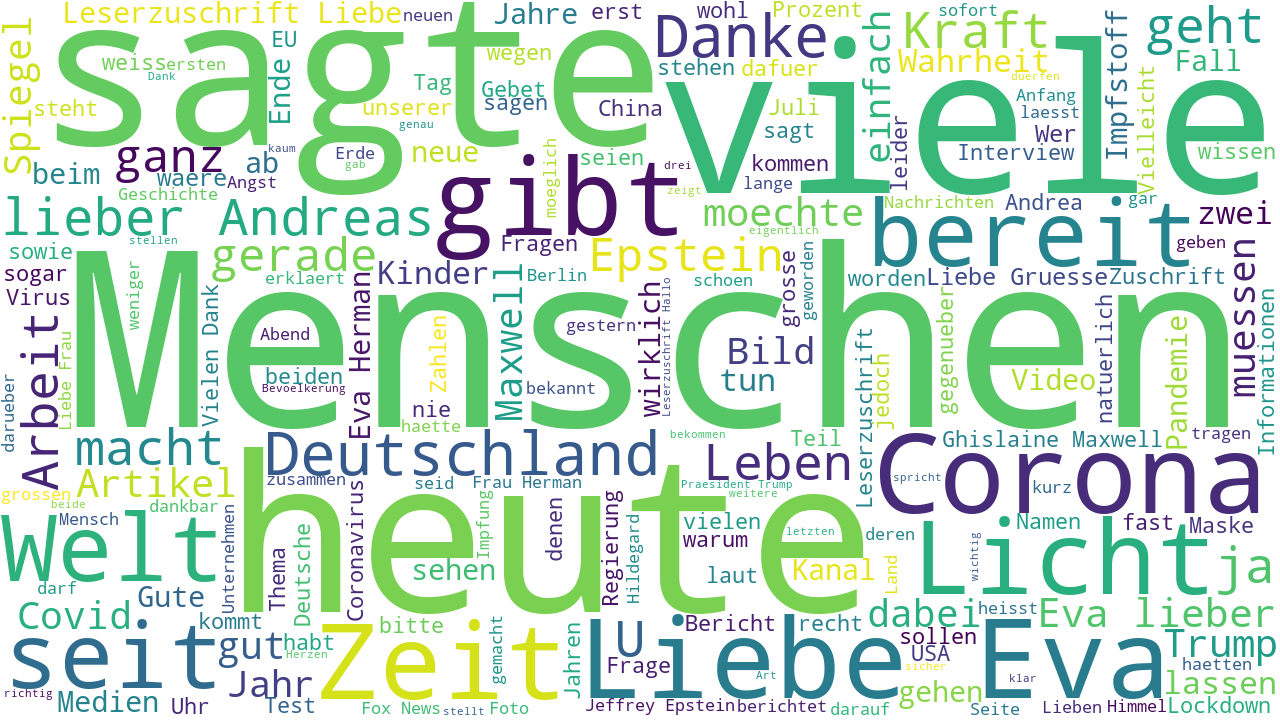 Leserzuschrift Liebe
neuen
Jahre
erst
wohl
Prozent
sofort
Spiegel
sagte
viele
Danke
Kraft
geht
weiss
ersten
Dank
EU
Ende
wegen
stehen
dafuer
einfach
Wahrheit
duerfen
Fall
Impfstoff
steht
Tag
unserer
Gebet
sagen
genau
China
Juli
sagt
Anfang
laesst
Wer
Vielleicht
ganz
ab
kaum
Erde
gab
neue
seien
drei
kommen
leider
Interview
wissen
beim
waere
Angst
Geschichte
moeglich
gibt
zeigt
lange
gar
lieber Andreas
moechte
Nachrichten
Andrea
zwei
stellen
Fragen
eigentlich
bereit
geben
sowie
gerade
Epstein
sogar
weniger
erklaert
Kinder
Berlin
schoen
grosse
geworden
worden
Liebe Gruesse
Zuschrift
muessen
Virus
Menschen
Maxwell
wirklich
Leserzuschrift Hallo
gegenueber
natuerlich
Arbeit
Liebe Frau
Vielen Dank
Abend
Eva Herman
Zahlen
gestern
Bild
Leserzuschrift
Jedoch
Pandemie
Informationen
darueber
beiden
Bevoelkerung
nie
bekannt
tun
Video
haette
macht
Deutschland
bekommen
Teil
Ghislaine Maxwell
tragen
Artikel
zusammen
seid
Frau Herman
Leben
Praesident Trump
weitere
Corona
spricht
kurz
grossen
beide
dankbar
Mensch
Welt
heute
Unternehmen
Thema
Deutsche
Coronavirus
Impfung
sehen
denen
Regierung
Hildegard
vielen
warum
letzten
deren
Namen
fast
Maske
laut
Kanal
Land
Licht
wichtig
ja
darf
Gute
Covid
kommt
bitte
gemacht
dabei
heisst
Eva lieber
seit
gut
habt
Herzen
Zeit
Jahren
Liebe
U
Bericht
recht
sollen
USA
sicher
Eva
Trump
haetten
Frage
Art
klar
lassen
richtig
Medien
Uhr
Jahr
Test
Fox News
stellt
Foto
Jeffrey Epstein
berichtet
darauf
gehen
Seite
Lieben
Himmel
Lockdown